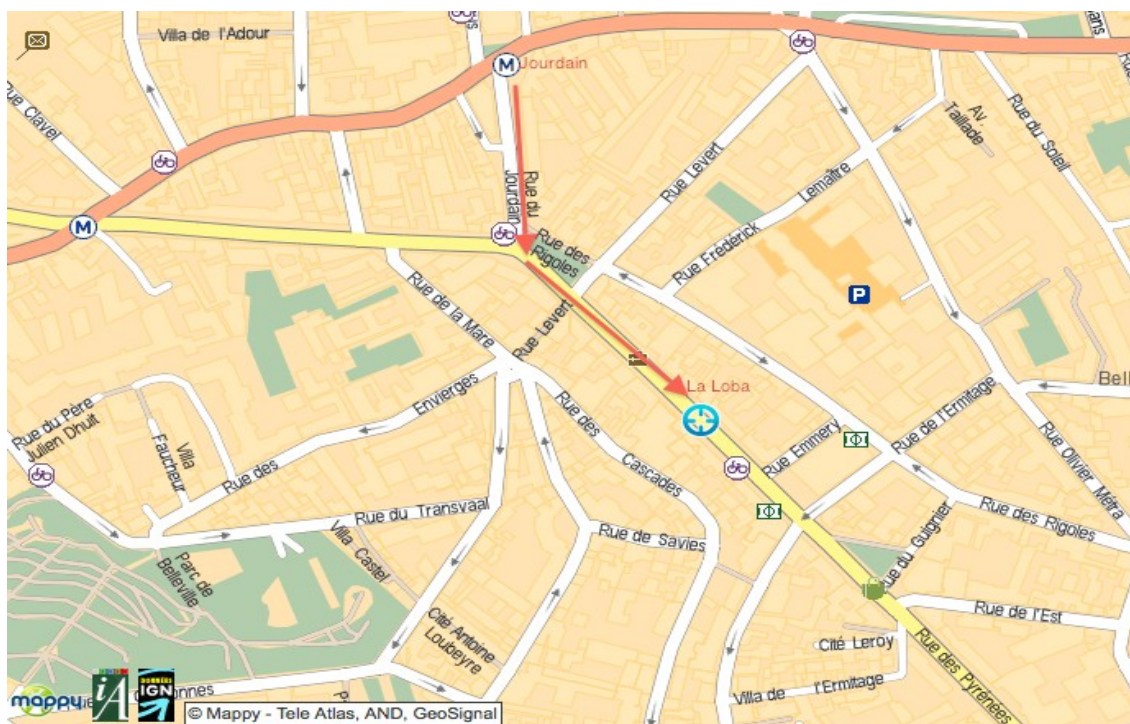 Villa de l'Adour
M
Jourdain
Rue Clavel
M
Rue du
Jourdain
Rue des
Rigoles
Rue Levert
Rue Levert
Rue Frédérick Lemaître
Av.
Taillade
Rue du Soleil
P
Rue de la Mare
La Loba
Bell
Rue du Père
Julien Dhuit
Villa
Faucheur
Rue des Envierges
Rue des Cascades
Rue Emmery
Rue de l'Ermitage
Rue Olivier Métra
Rue du Transvaal
Villa Castel
Rue de Savies
Rue des Rigoles
Rue du Guignier
Parc de
Belleville
Cité Antoine
Loubeyre
Rue de l'Est
Cité Leroy
Villa de l'Ermitage
Rue des Pyrénées
mappy
iA
DONNÉES
IGN
onnes
© Mappy - Tele Atlas, AND, GeoSignal